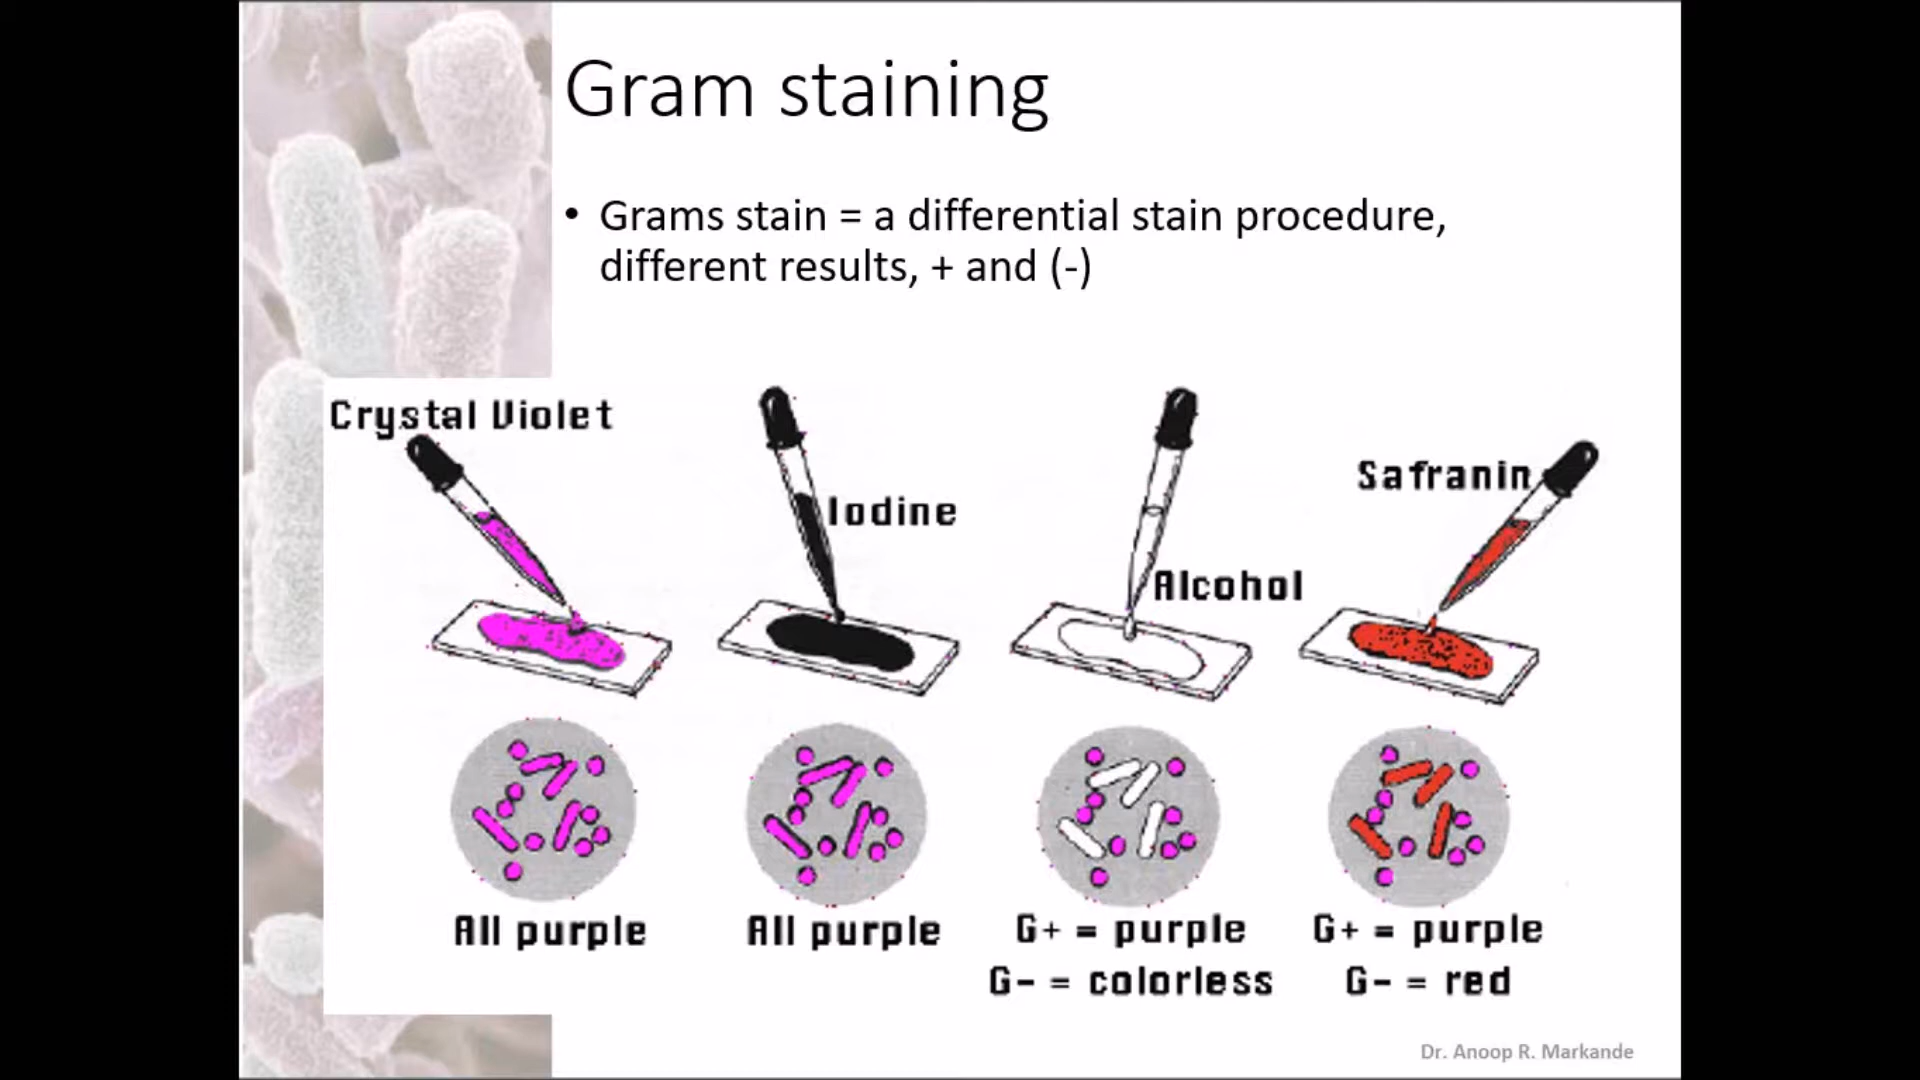 Gram staining
• Grams stain = a differential stain procedure,
different results, + and (-)
Crystal Violet
Iodine
Alcohol
Safranin
All purple
All purple
G+ = purple
G- = colorless
G+ = purple
G- = red
Dr. Anoop R. Markande